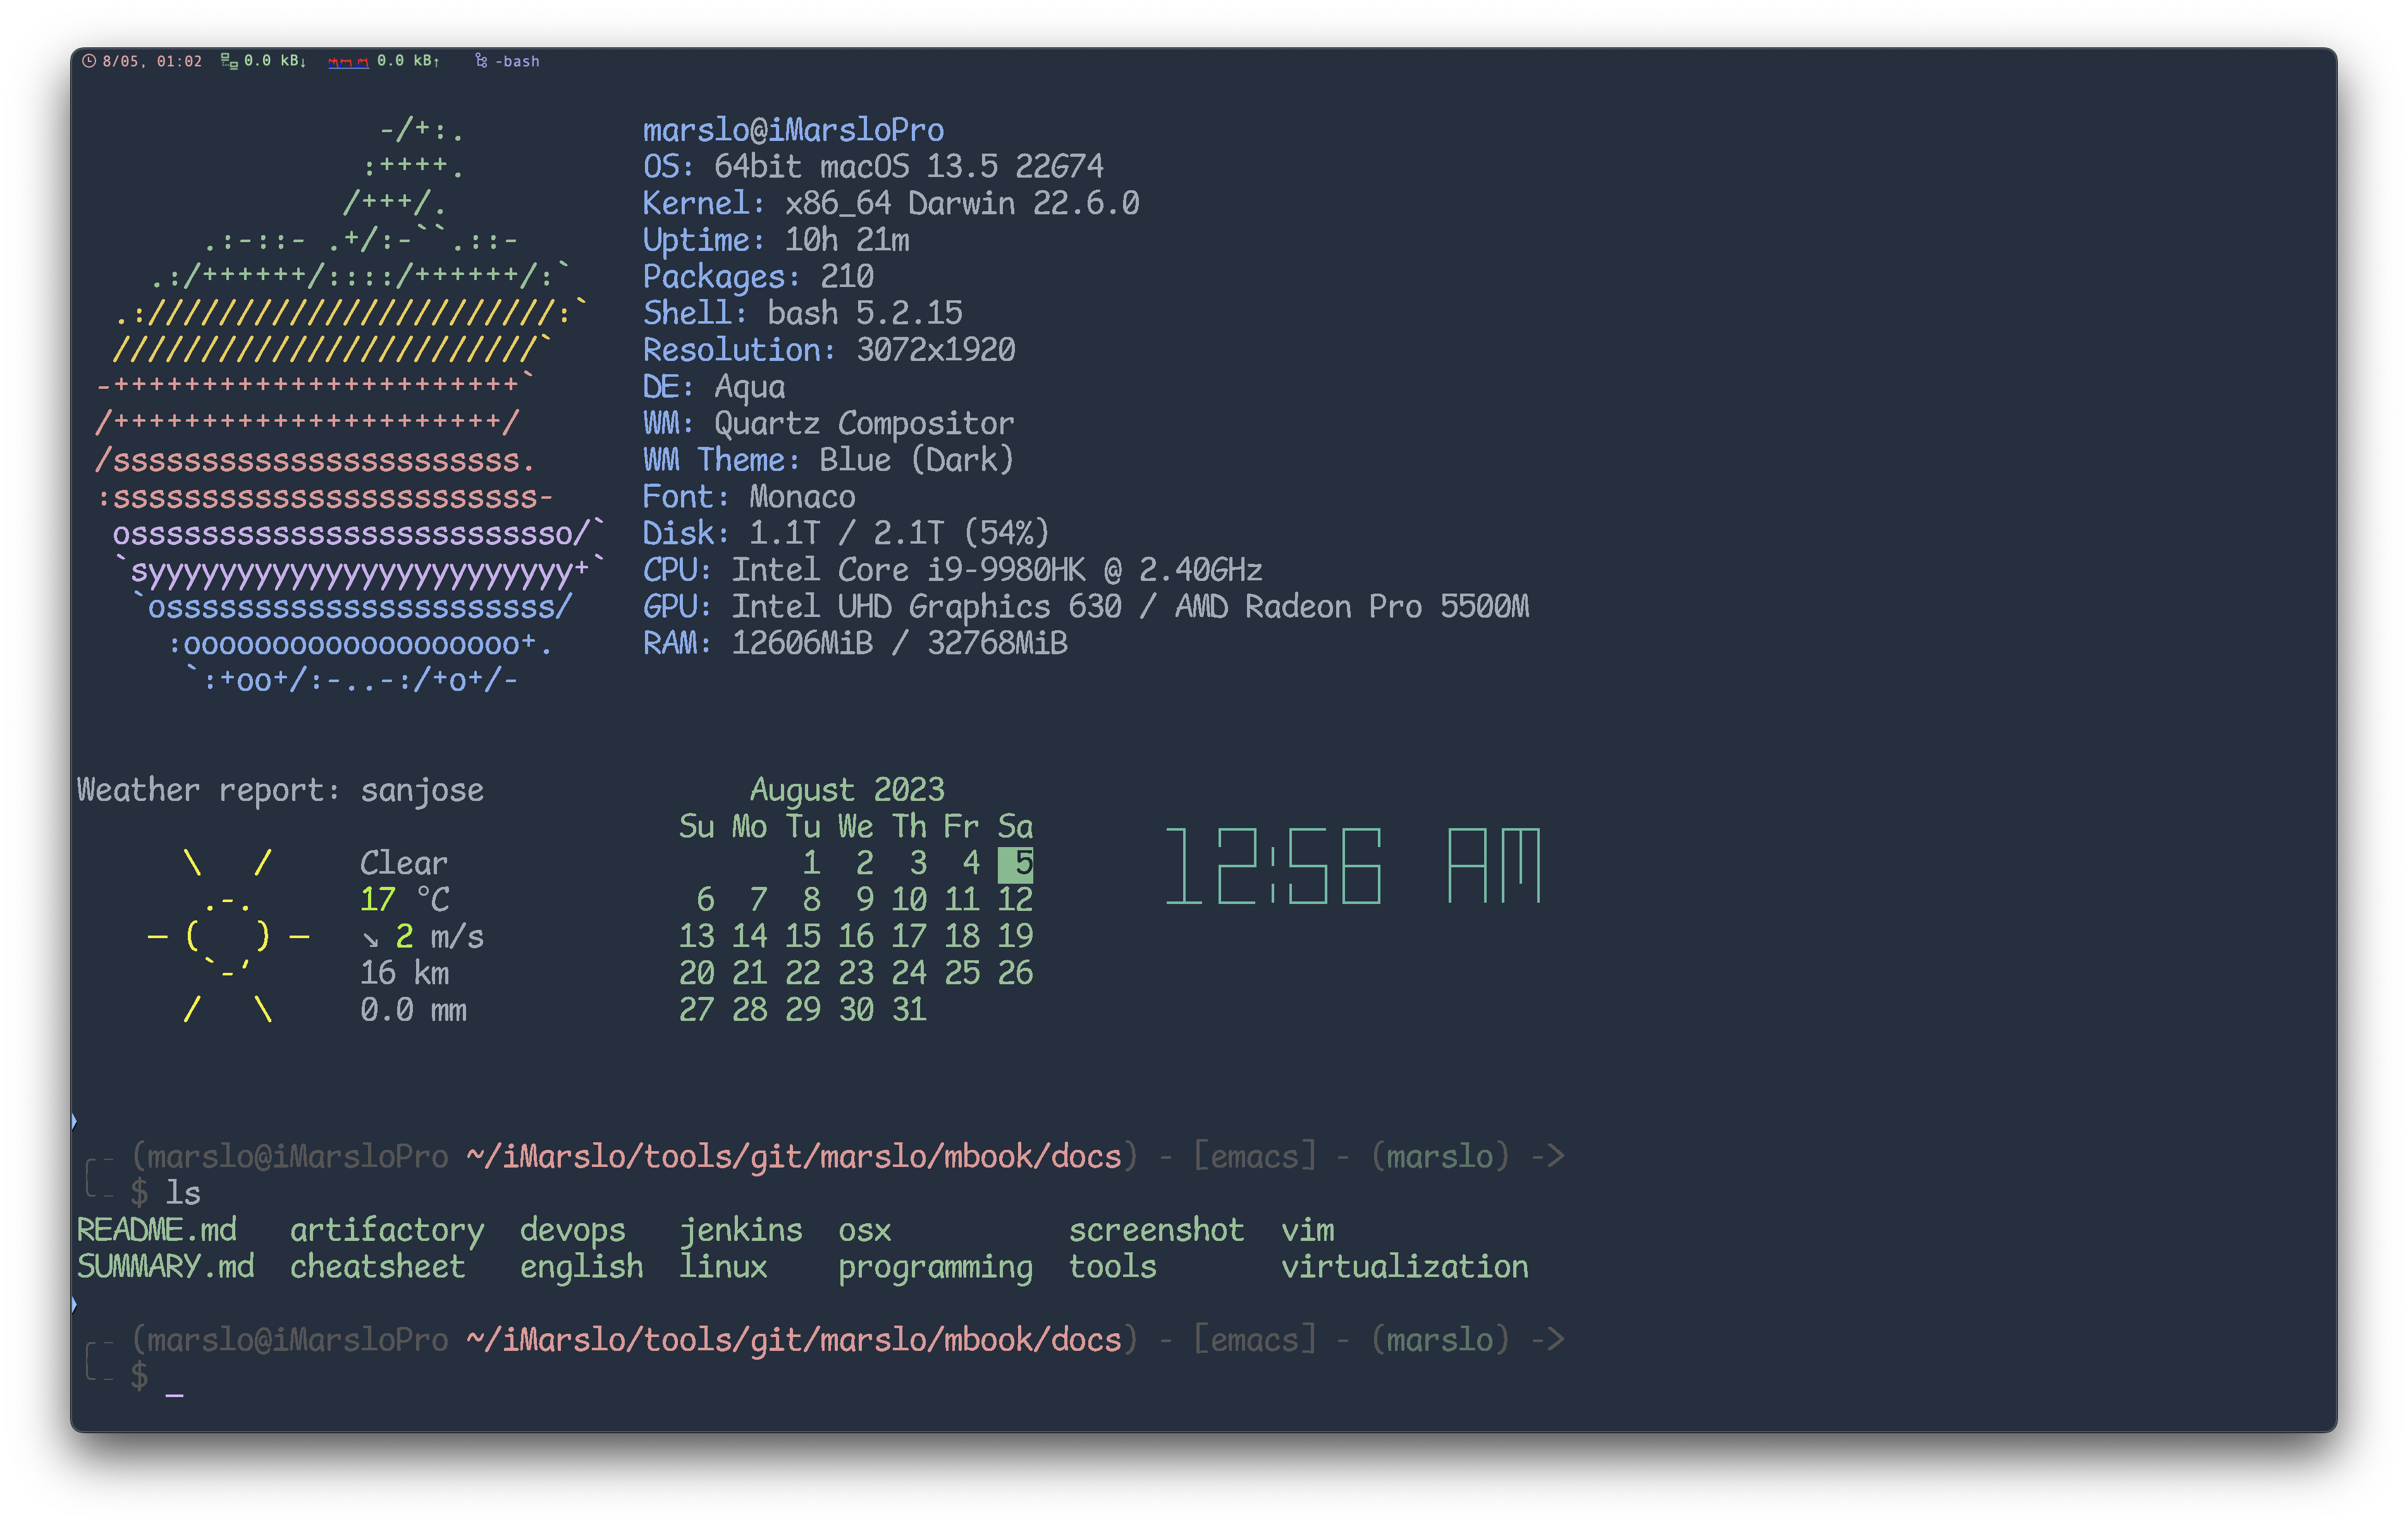 8/05, 01:02 0.0 kB↓ 0.0 kB↑ -bash
marslo@iMarsloPro
OS: 64bit macOS 13.5 22G74
Kernel: x86_64 Darwin 22.6.0
Uptime: 10h 21m
Packages: 210
Shell: bash 5.2.15
Resolution: 3072x1920
DE: Aqua
WM: Quartz Compositor
WM Theme: Blue (Dark)
Font: Monaco
Disk: 1.1T / 2.1T (54%)
CPU: Intel Core i9-9980HK @ 2.40GHz
GPU: Intel UHD Graphics 630 / AMD Radeon Pro 5500M
RAM: 12606MiB / 32768MiB
Weather report: sanjose
Clear
17 °C
↘ 2 m/s
16 km
0.0 mm
August 2023
Su Mo Tu We Th Fr Sa
1 2 3 4 5
6 7 8 9 10 11 12
13 14 15 16 17 18 19
20 21 22 23 24 25 26
27 28 29 30 31
12:56 AM
(marslo@iMarsloPro ~/iMarslo/tools/git/marslo/mbook/docs) - [emacs] - (marslo) ->
$ ls
README.md artifactory devops jenkins osx screenshot vim
SUMMARY.md cheatsheet english linux programming tools virtualization
(marslo@iMarsloPro ~/iMarslo/tools/git/marslo/mbook/docs) - [emacs] - (marslo) ->
$ _